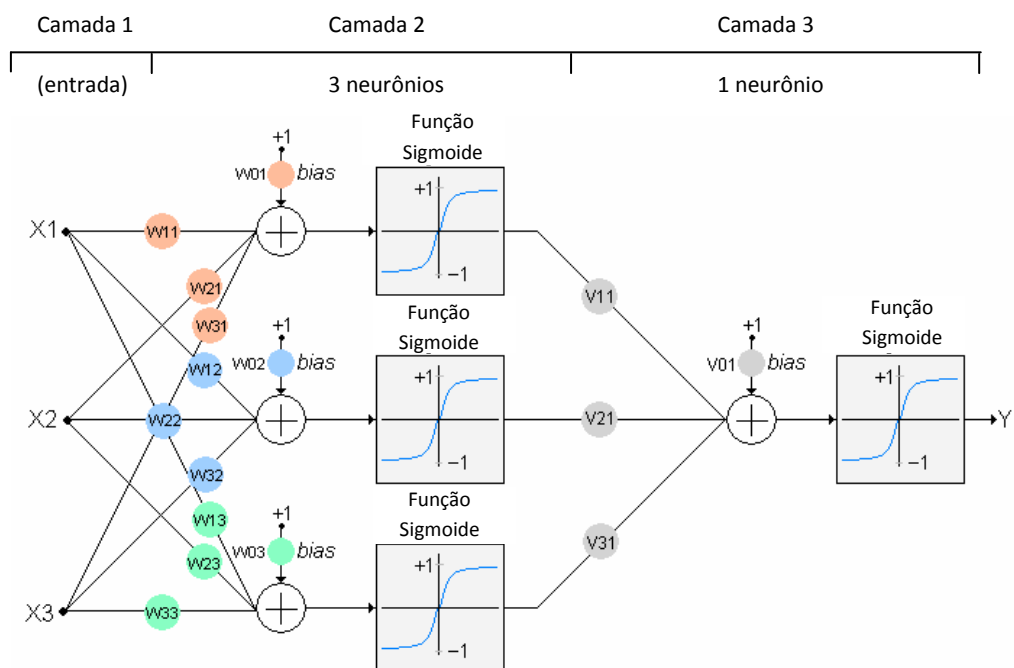 Camada 1 Camada 2 Camada 3
(entrada) 3 neurônios 1 neurônio
Função
Sigmoide
+1
W01 bias
+1
−1
X1
W11
W21
W31
V11
Função
Sigmoide
+1
W12
W02 bias
+1
−1
X2
W22
W32
V21
Função
Sigmoide
+1
V01 bias
+1
−1
Y
Função
Sigmoide
W13
+1
W03 bias
W23
+1
−1
X3
W33
V31